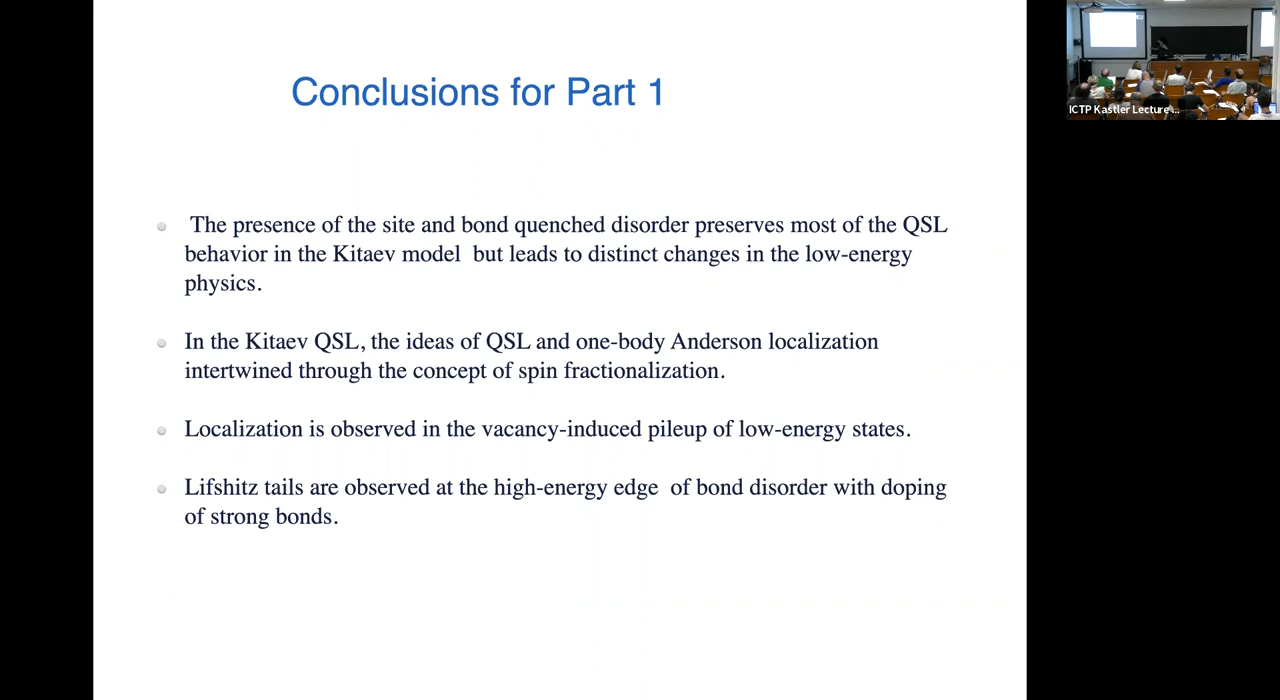 Conclusions for Part 1
The presence of the site and bond quenched disorder preserves most of the QSL
behavior in the Kitaev model but leads to distinct changes in the low-energy
physics.
In the Kitaev QSL, the ideas of QSL and one-body Anderson localization
intertwined through the concept of spin fractionalization.
Localization is observed in the vacancy-induced pileup of low-energy states.
Lifshitz tails are observed at the high-energy edge of bond disorder with doping
of strong bonds.
ICTP Kastler Lecture ...